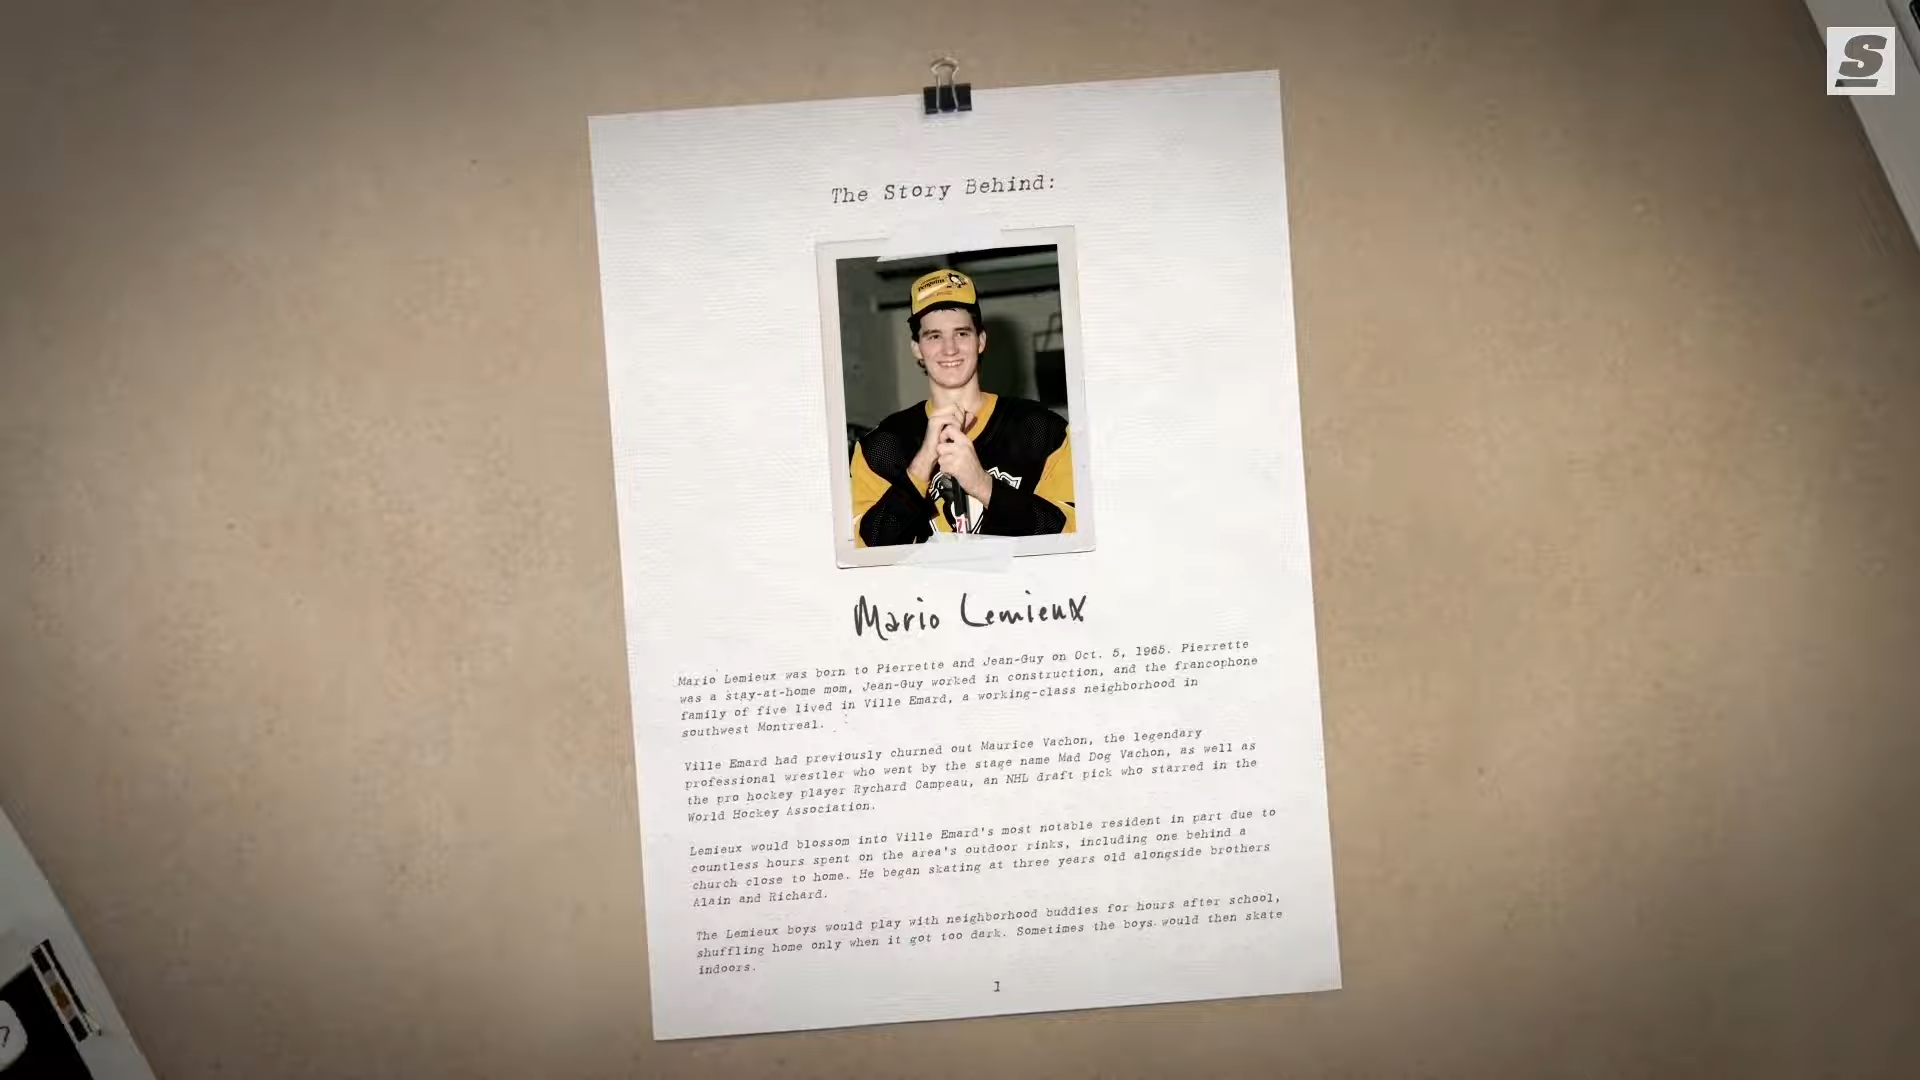 S
The Story Behind:
Penguins
Mario Lemieux
Mario Lemieux was born to Pierrette and Jean-Guy on Oct. 5, 1965. Pierrette
was a stay-at-home mom, Jean-Guy worked in construction, and the francophone
family of five lived in Ville Emard, a working-class neighborhood in
southwest Montreal.
Ville Emard had previously churned out Maurice Vachon, the legendary
professional wrestler who went by the stage name Mad Dog Vachon, as well as
the pro hockey player Rychard Campeau, an NHL draft pick who starred in the
World Hockey Association.
Lemieux would blossom into Ville Emard's most notable resident in part due to
countless hours spent on the area's outdoor rinks, including one behind a
church close to home. He began skating at three years old alongside brothers
Alain and Richard.
The Lemieux boys would play with neighborhood buddies for hours after school,
shuffling home only when it got too dark. Sometimes the boys would then skate
indoors.
1